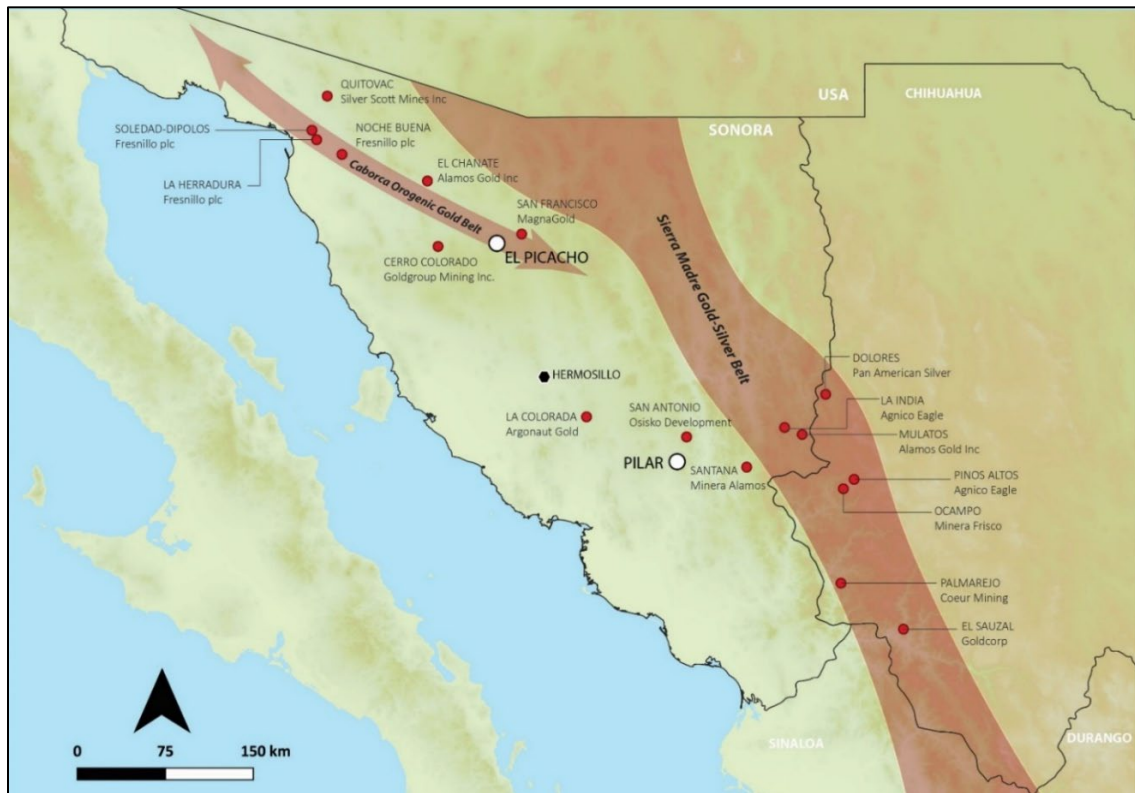 QUITOVAC
Silver Scott Mines Inc
USA
CHIHUAHUA
SOLEDAD-DIPOLOS
Fresnillo plc
NOCHE BUENA
Fresnillo plc
SONORA
LA HERRADURA
Fresnillo plc
EL CHANATE
Alamos Gold Inc
Caborca Orogenic Gold Belt
SAN FRANCISCO
MagnaGold
EL PICACHO
CERRO COLORADO
Goldgroup Mining Inc.
Sierra Madre Gold-Silver Belt
DOLORES
Pan American Silver
HERMOSILLO
LA INDIA
Agnico Eagle
LA COLORADA
Argonaut Gold
SAN ANTONIO
Osisko Development
MULATOS
Alamos Gold Inc
PILAR
SANTANA
Minera Alamos
PINOS ALTOS
Agnico Eagle
OCAMPO
Minera Frisco
PALMAREJO
Coeur Mining
EL SAUZAL
Goldcorp
0 75 150 km
SINALOA
DURANGO